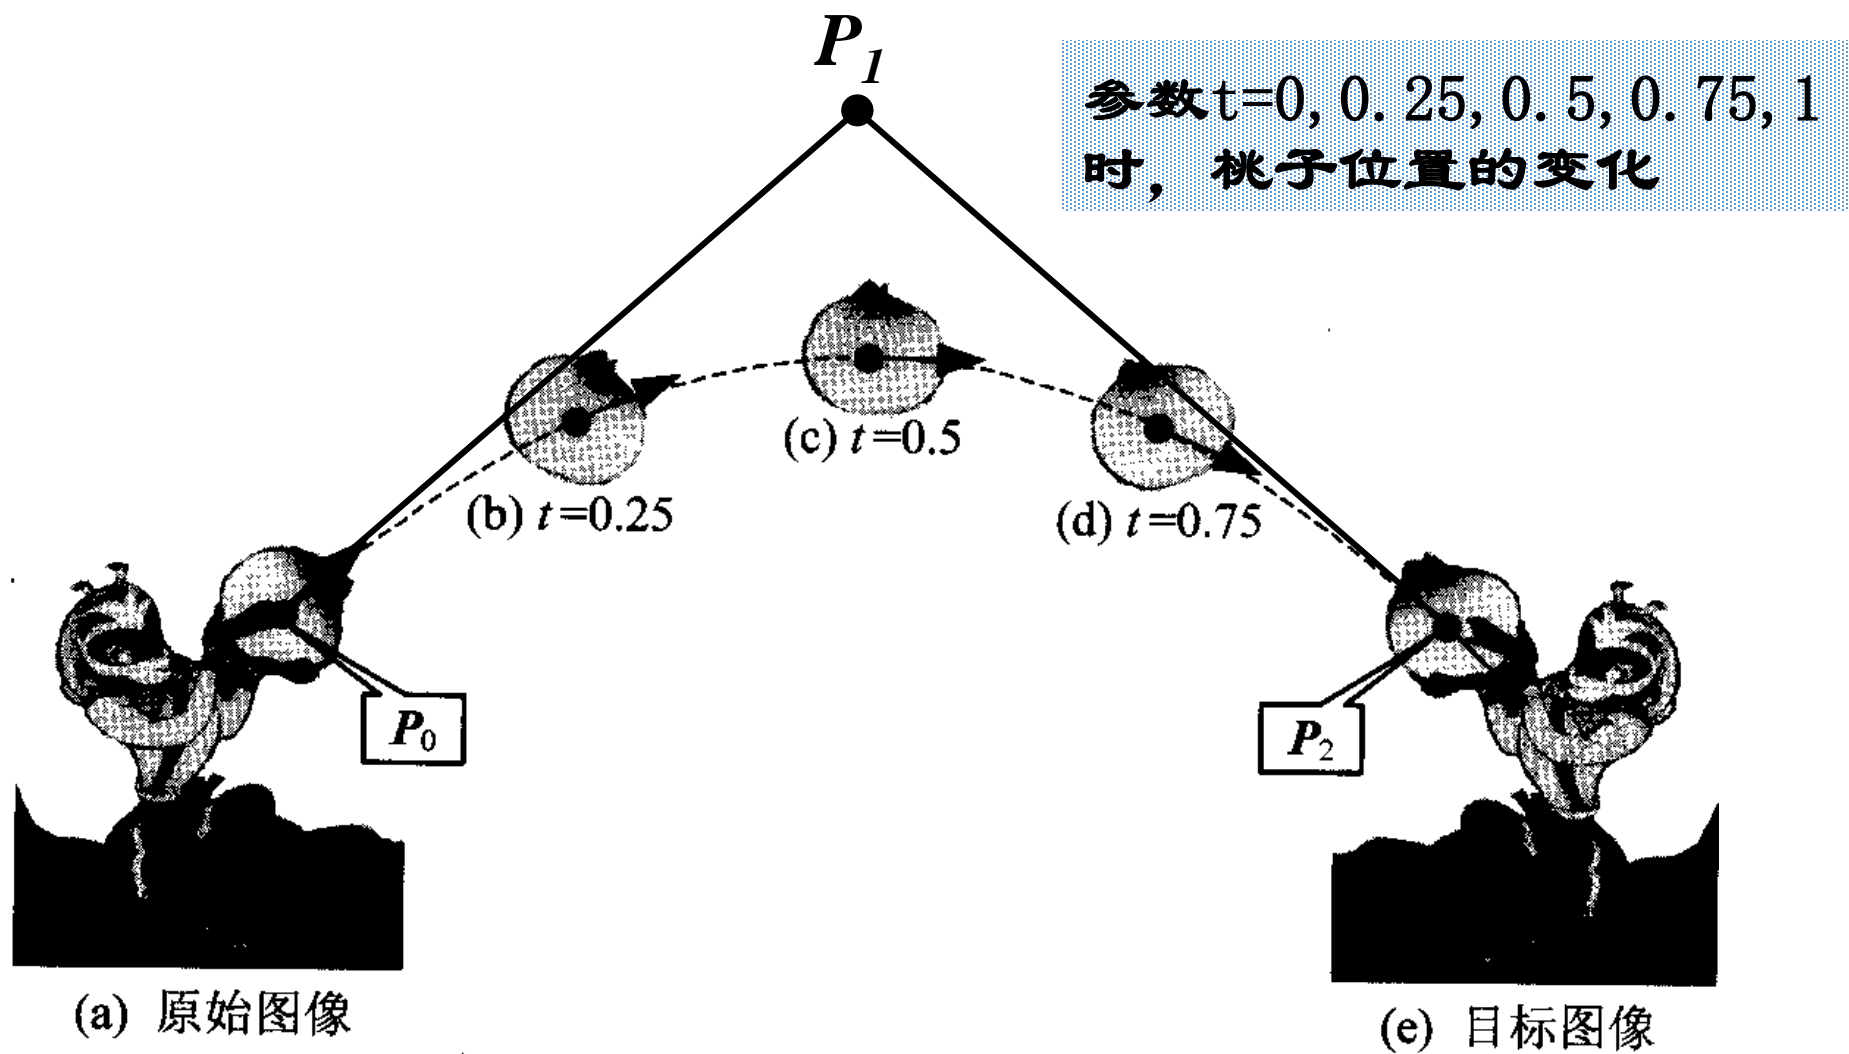 P1
参数t=0,0.25,0.5,0.75,1
时，桃子位置的变化
(c) t=0.5
(b) t=0.25
(d) t=0.75
P0
P2
(a) 原始图像
(e) 目标图像